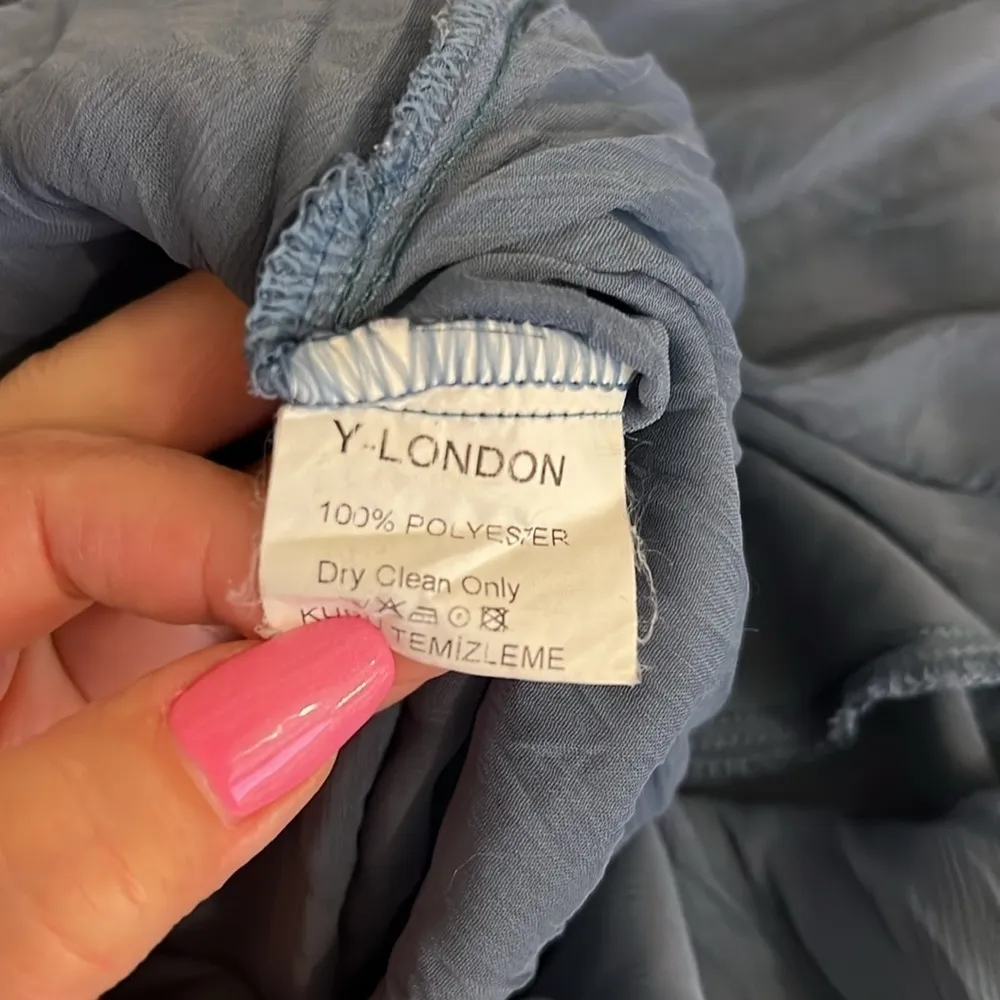 Y-LONDON
100% POLYESTER
Dry Clean Only
TEMİZLEME